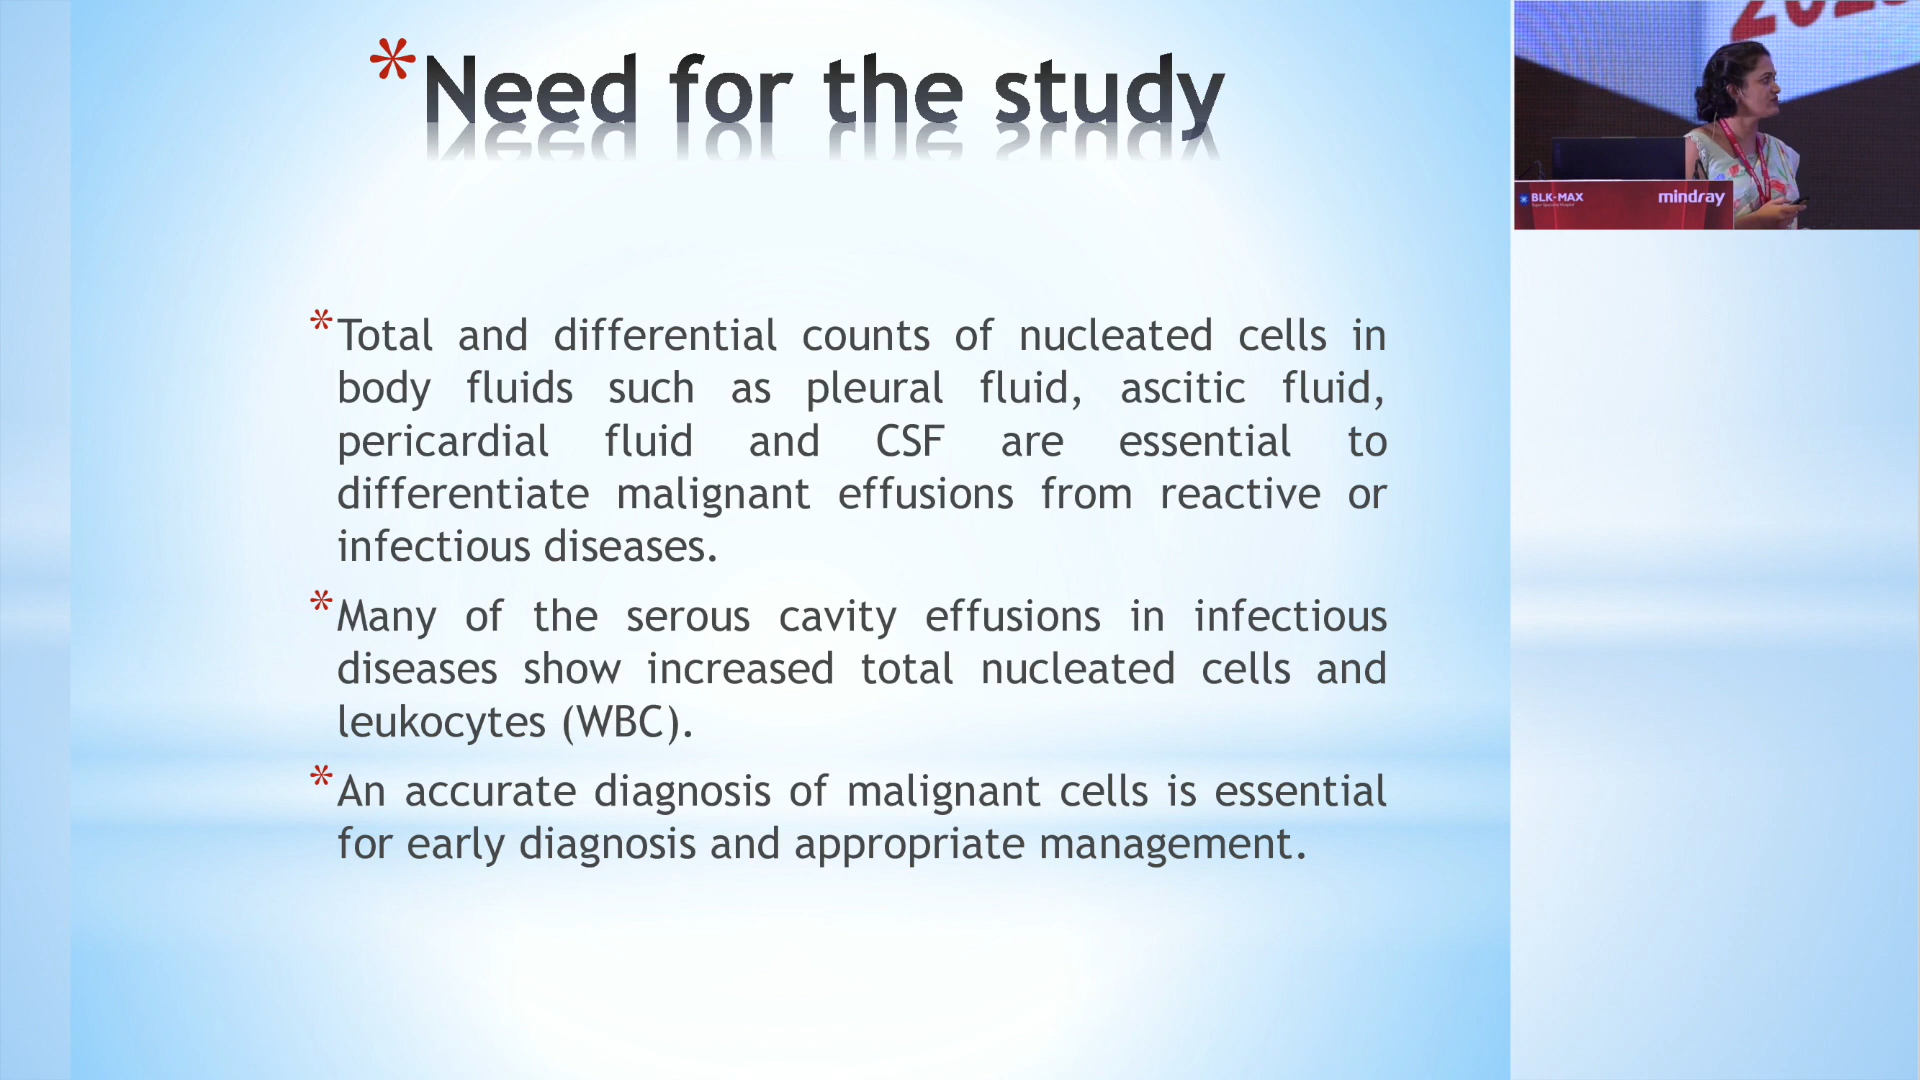 *Need for the study
*Total and differential counts of nucleated cells in
body fluids such as pleural fluid, ascitic fluid,
pericardial fluid and CSF are essential to
differentiate malignant effusions from reactive or
infectious diseases.
*Many of the serous cavity effusions in infectious
diseases show increased total nucleated cells and
leukocytes (WBC).
*An accurate diagnosis of malignant cells is essential
for early diagnosis and appropriate management.
BLK-MAX
mindray